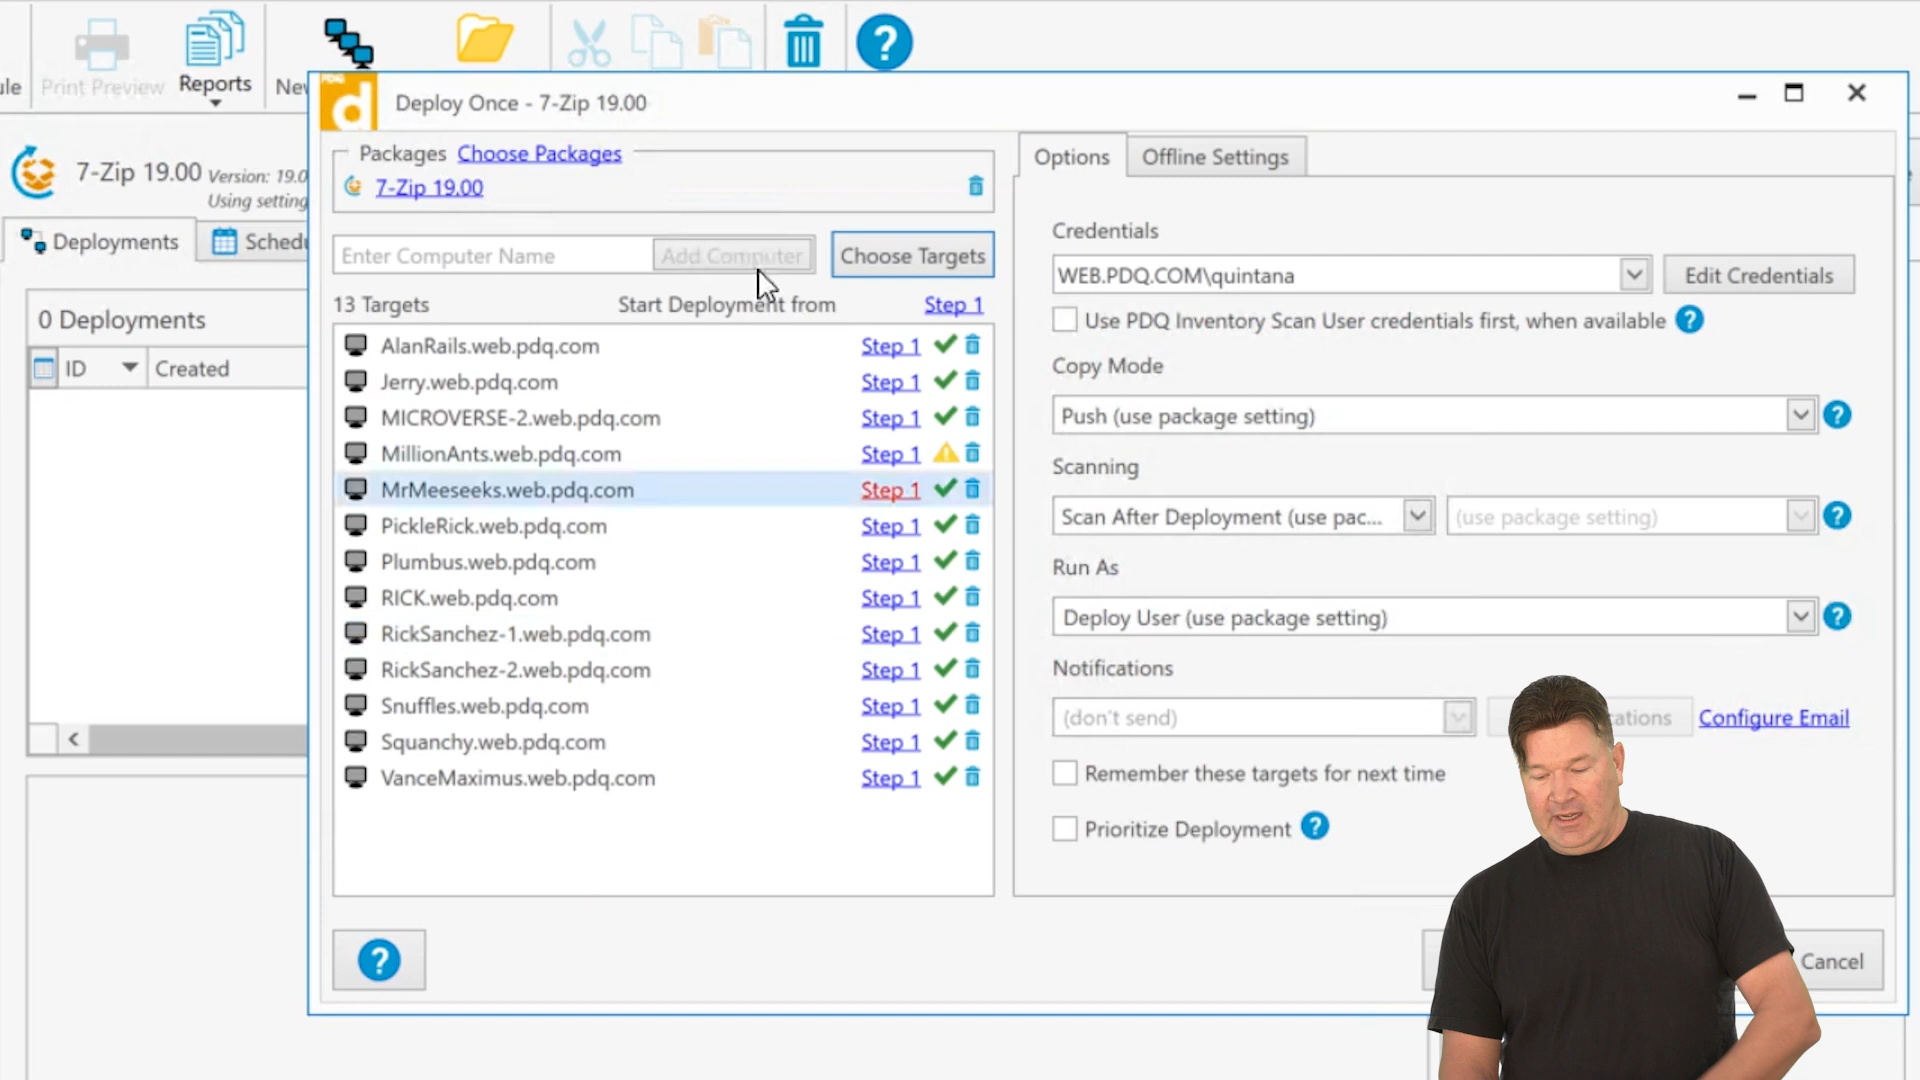 ule
Print Preview
Reports
New
PDQ
d
Deploy Once - 7-Zip 19.00
7-Zip 19.00
Version: 19.0
Using setting
Deployments
Schedu
0 Deployments
ID
Created
Packages
Choose Packages
7-Zip 19.00
Enter Computer Name
Add Computer
Choose Targets
13 Targets
Start Deployment from
Step 1
AlanRails.web.pdq.com Step 1
Jerry.web.pdq.com Step 1
MICROVERSE-2.web.pdq.com Step 1
MillionAnts.web.pdq.com Step 1
MrMeeseeks.web.pdq.com Step 1
PickleRick.web.pdq.com Step 1
Plumbus.web.pdq.com Step 1
RICK.web.pdq.com Step 1
RickSanchez-1.web.pdq.com Step 1
RickSanchez-2.web.pdq.com Step 1
Snuffles.web.pdq.com Step 1
Squanchy.web.pdq.com Step 1
VanceMaximus.web.pdq.com Step 1
Options
Offline Settings
Credentials
WEB.PDQ.COM\quintana
Edit Credentials
Use PDQ Inventory Scan User credentials first, when available
Copy Mode
Push (use package setting)
Scanning
Scan After Deployment (use pac...
(use package setting)
Run As
Deploy User (use package setting)
Notifications
(don't send)
cations
Configure Email
Remember these targets for next time
Prioritize Deployment
Cancel